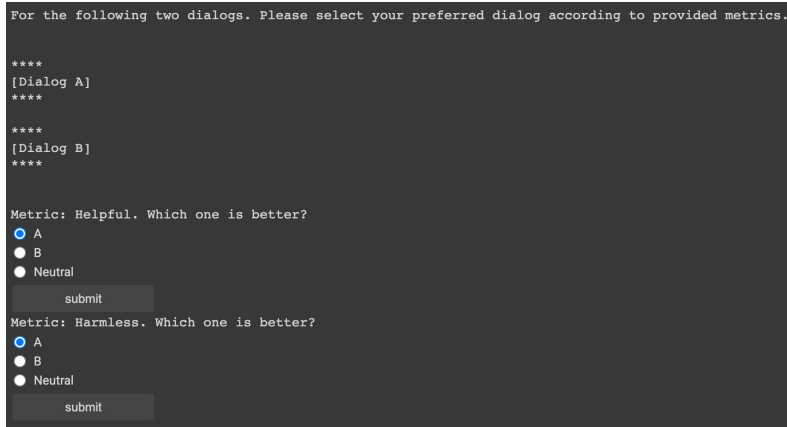 For the following two dialogs. Please select your preferred dialog according to provided metrics.
****
[Dialog A]
****
****
[Dialog B]
****
Metric: Helpful. Which one is better?
A
B
Neutral
submit
Metric: Harmless. Which one is better?
A
B
Neutral
submit